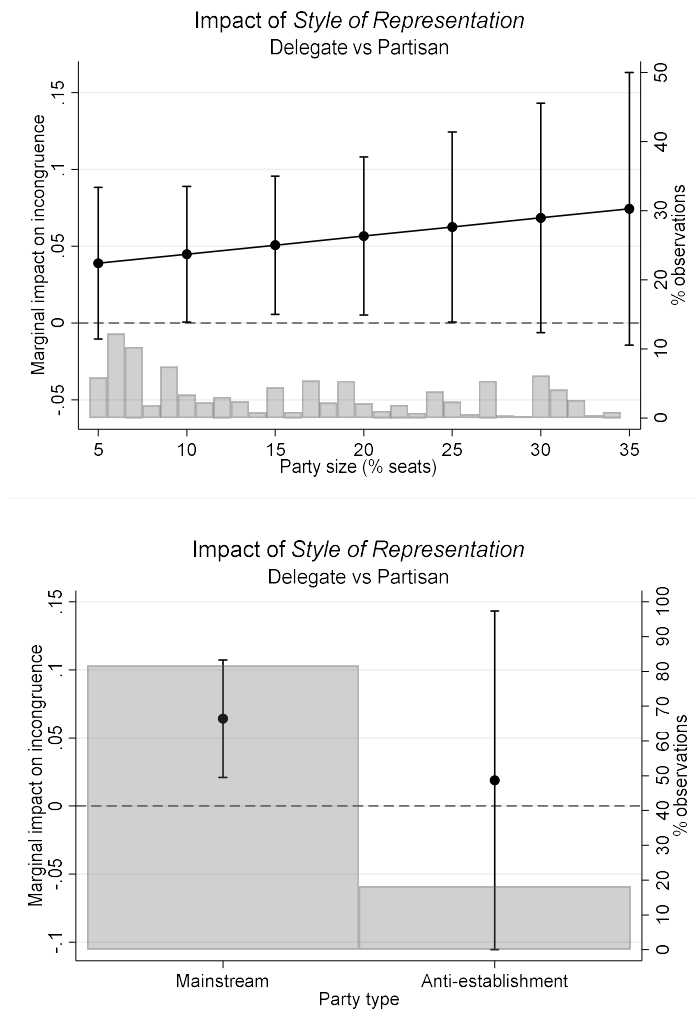 Impact of Style of Representation
Delegate vs Partisan
Marginal impact on incongruence
.15
.1
.05
0
-.05
50
40
30
20
10
0
% observations
5 10 15 20 25 30 35
Party size (% seats)
Impact of Style of Representation
Delegate vs Partisan
Marginal impact on incongruence
.15
.1
.05
0
-.05
-.1
100
90
80
70
60
50
40
30
20
10
0
% observations
Mainstream Anti-establishment
Party type